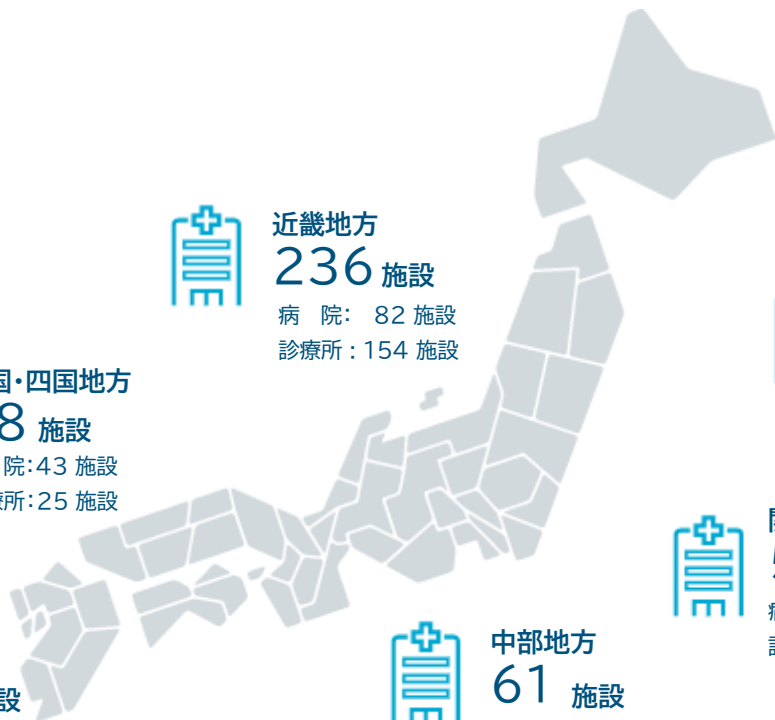 近畿地方
236 施設
病 院: 82 施設
診療所:154 施設
国・四国地方
8 施設
院:43 施設
療所:25 施設
中部地方
61 施設
設